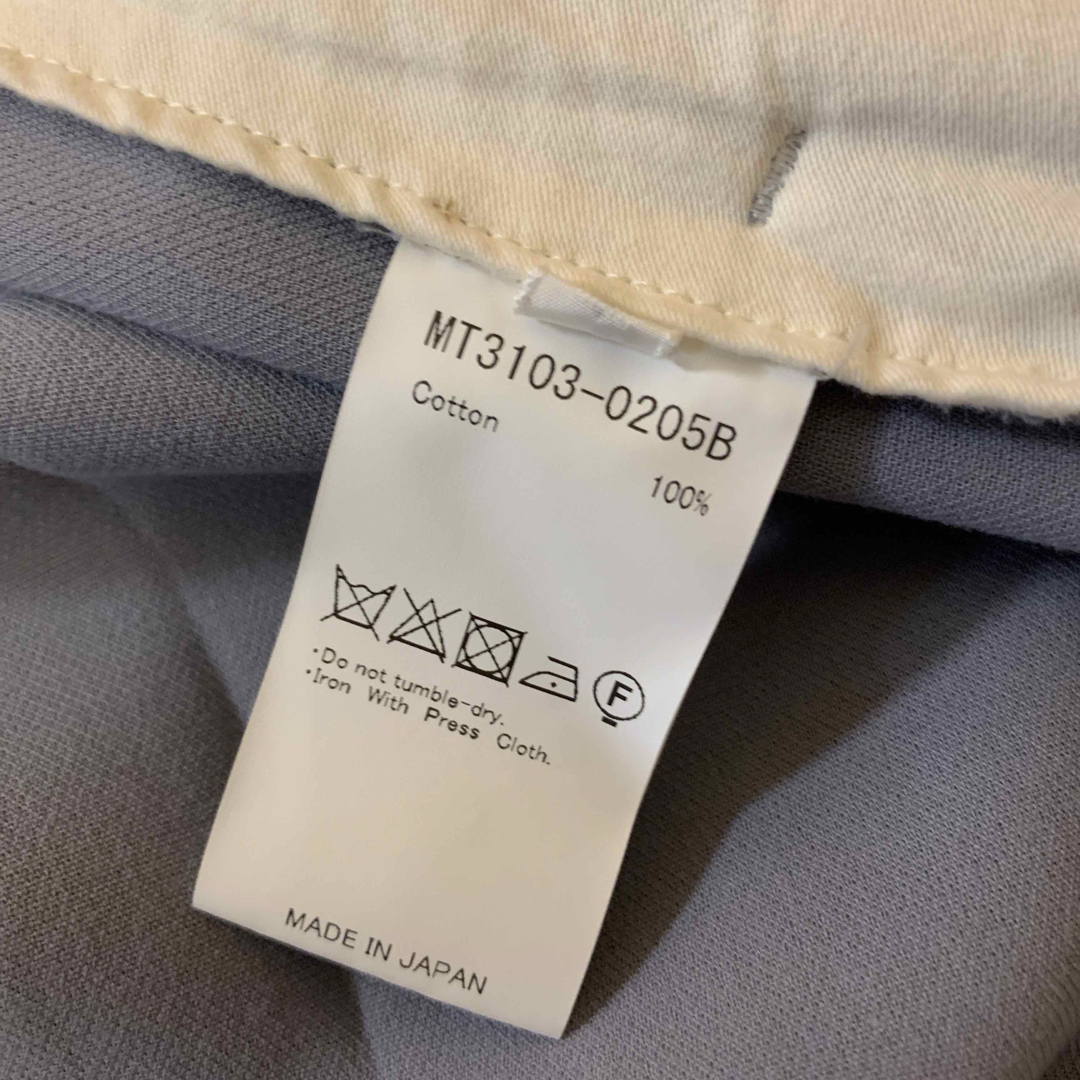 MT3103-0205B
Cotton
100%
F
・Do not tumble-dry.
・Iron With Press Cloth.
MADE IN JAPAN